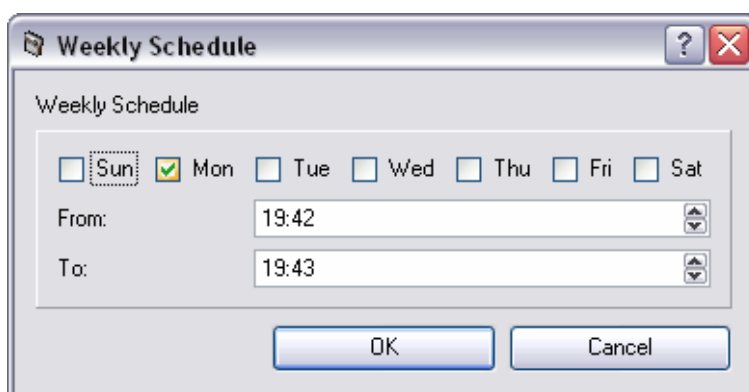 Weekly Schedule
Weekly Schedule
Sun Mon Tue Wed Thu Fri Sat
From: 19:42
To: 19:43
OK Cancel